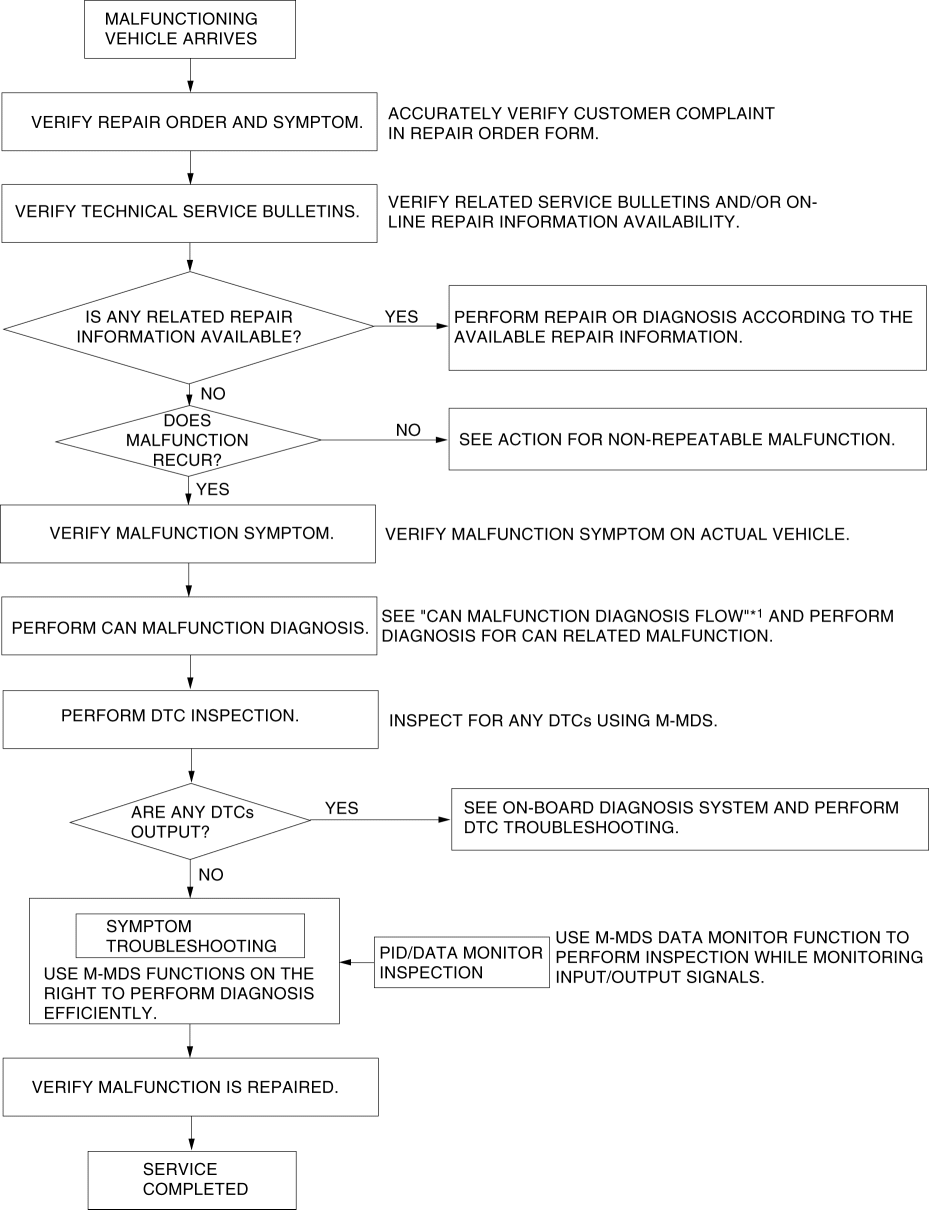 MALFUNCTIONING
VEHICLE ARRIVES
VERIFY REPAIR ORDER AND SYMPTOM.
ACCURATELY VERIFY CUSTOMER COMPLAINT
IN REPAIR ORDER FORM.
VERIFY TECHNICAL SERVICE BULLETINS.
VERIFY RELATED SERVICE BULLETINS AND/OR ON-
LINE REPAIR INFORMATION AVAILABILITY.
IS ANY RELATED REPAIR
INFORMATION AVAILABLE?
YES
PERFORM REPAIR OR DIAGNOSIS ACCORDING TO THE
AVAILABLE REPAIR INFORMATION.
NO
DOES
MALFUNCTION
RECUR?
NO
SEE ACTION FOR NON-REPEATABLE MALFUNCTION.
YES
VERIFY MALFUNCTION SYMPTOM.
VERIFY MALFUNCTION SYMPTOM ON ACTUAL VEHICLE.
PERFORM CAN MALFUNCTION DIAGNOSIS.
SEE "CAN MALFUNCTION DIAGNOSIS FLOW"*1 AND PERFORM
DIAGNOSIS FOR CAN RELATED MALFUNCTION.
PERFORM DTC INSPECTION.
INSPECT FOR ANY DTCs USING M-MDS.
ARE ANY DTCs
OUTPUT?
YES
SEE ON-BOARD DIAGNOSIS SYSTEM AND PERFORM
DTC TROUBLESHOOTING.
NO
SYMPTOM
TROUBLESHOOTING
USE M-MDS FUNCTIONS ON THE
RIGHT TO PERFORM DIAGNOSIS
EFFICIENTLY.
PID/DATA MONITOR
INSPECTION
USE M-MDS DATA MONITOR FUNCTION TO
PERFORM INSPECTION WHILE MONITORING
INPUT/OUTPUT SIGNALS.
VERIFY MALFUNCTION IS REPAIRED.
SERVICE
COMPLETED